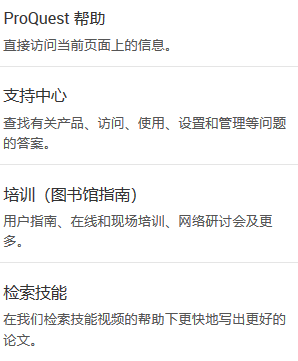 ProQuest 帮助
直接访问当前页面上的信息。
支持中心
查找有关产品、访问、使用、设置和管理等问题
的答案。
培训（图书馆指南）
用户指南、在线和现场培训、网络研讨会及更
多。
检索技能
在我们检索技能视频的帮助下更快地写出更好的
论文。